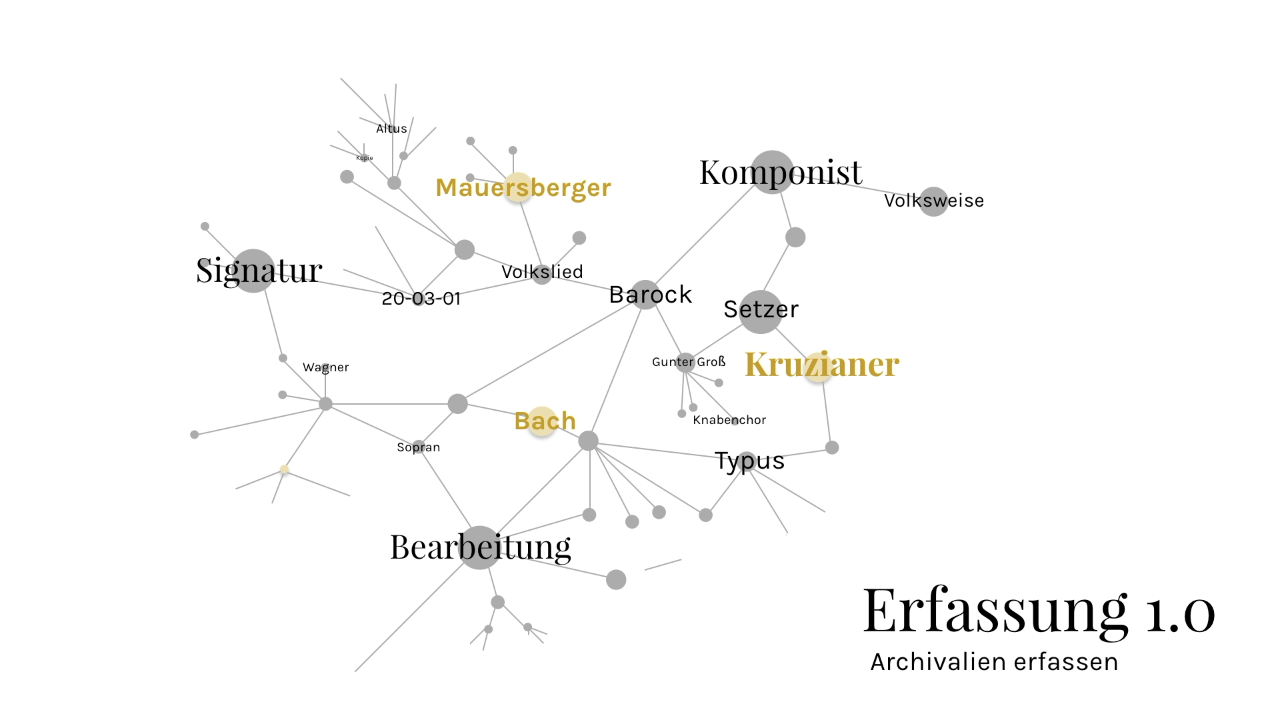 Altus
Kopie
Mauersberger
Komponist
Volksweise
Signatur
Volkslied
20-03-01
Barock
Setzer
Wagner
Gunter Groß
Kruzianer
Bach
Knabenchor
Sopran
Typus
Bearbeitung
Erfassung 1.0
Archivalien erfassen